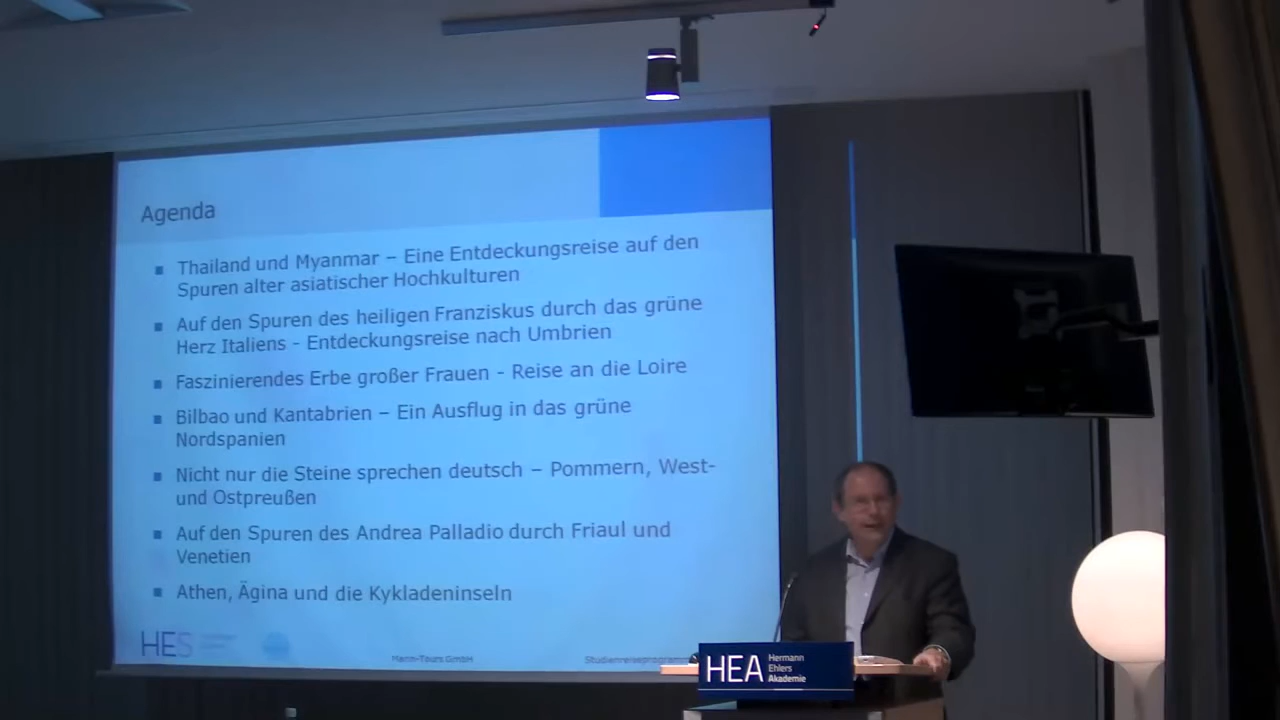 Agenda
Thailand und Myanmar – Eine Entdeckungsreise auf den
Spuren alter asiatischer Hochkulturen
Auf den Spuren des heiligen Franziskus durch das grüne
Herz Italiens - Entdeckungsreise nach Umbrien
Faszinierendes Erbe großer Frauen - Reise an die Loire
Bilbao und Kantabrien – Ein Ausflug in das grüne
Nordspanien
Nicht nur die Steine sprechen deutsch – Pommern, West-
und Ostpreußen
Auf den Spuren des Andrea Palladio durch Friaul und
Venetien
Athen, Ägina und die Kykladeninseln
HES
GmbH
HEA
Hermann
Ehlers
Akademie